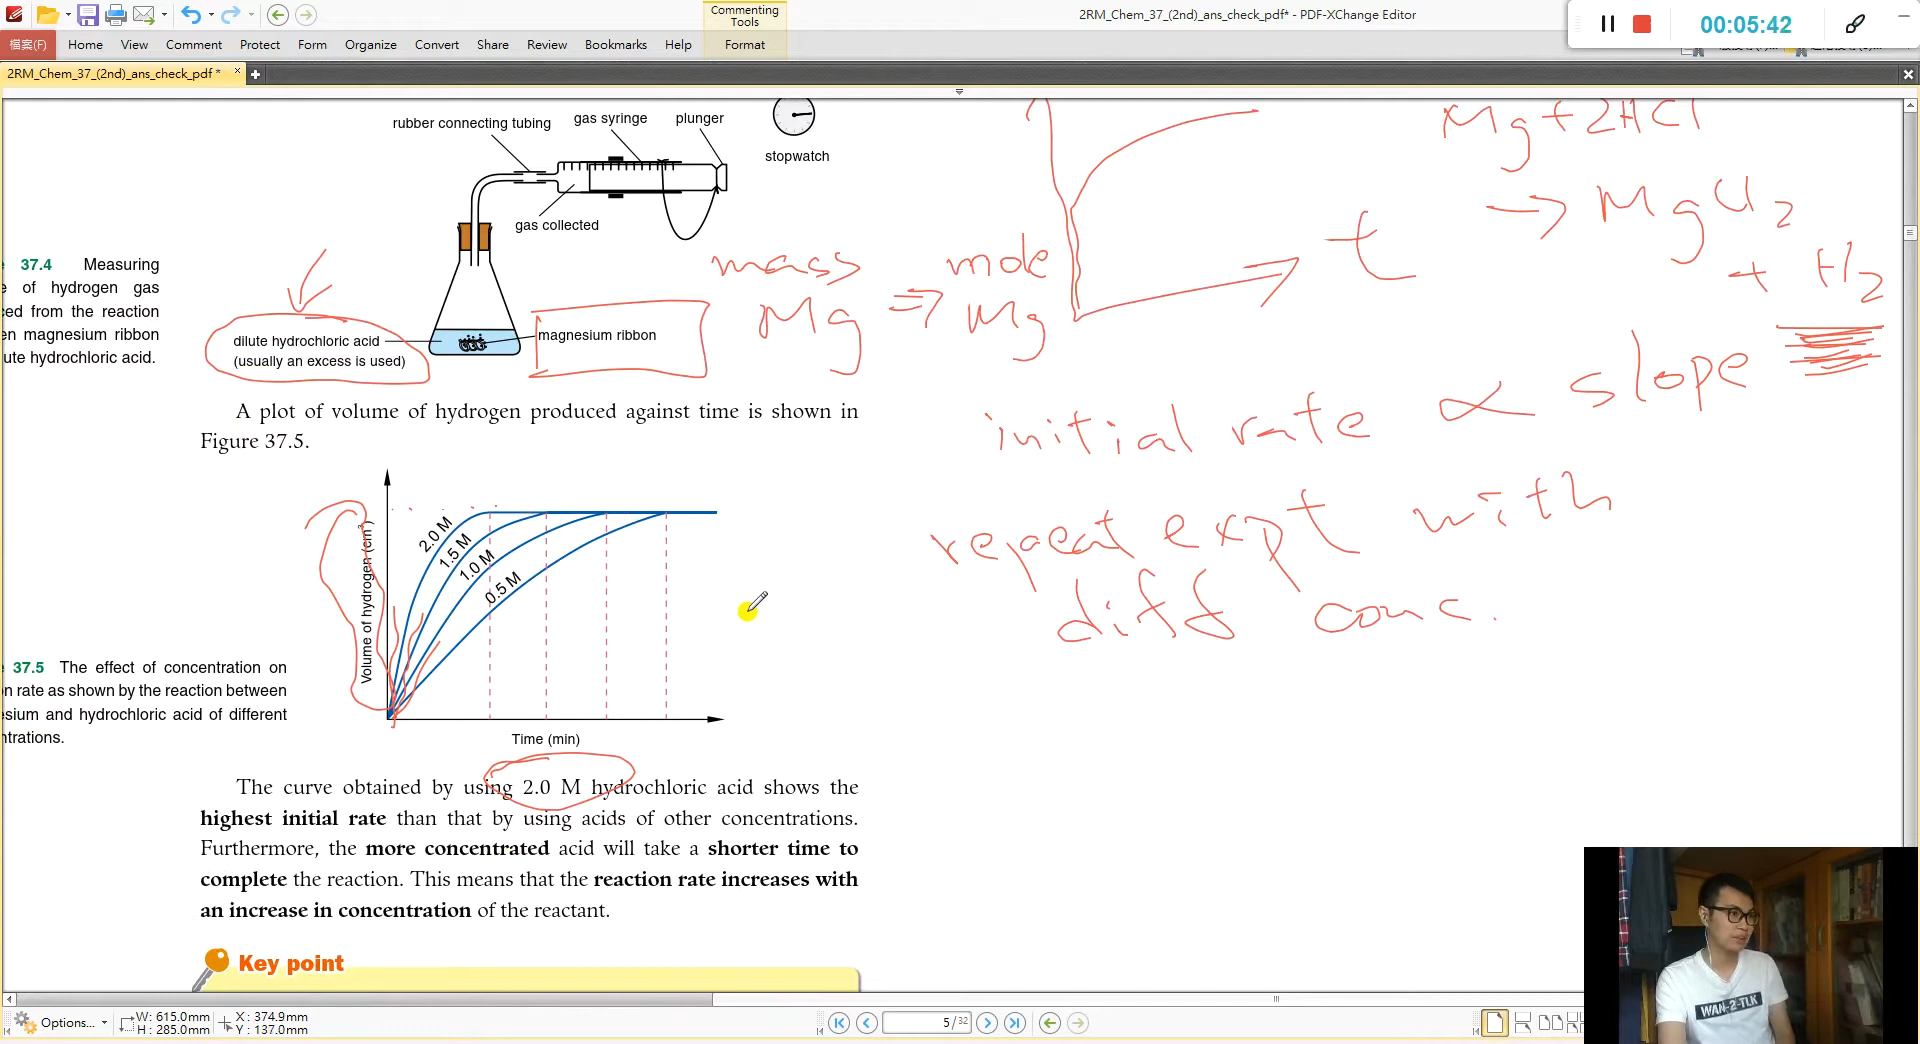 Commenting
Tools
2RM_Chem_37_(2nd)_ans_check_pdf* - PDF-XChange Editor
00:05:42
檔案(F)
Home View Comment Protect Form Organize Convert Share Review Bookmarks Help Format
2RM_Chem_37_(2nd)_ans_check_pdf *
rubber connecting tubing
gas syringe
plunger
stopwatch
gas collected
Mg + 2HCl
→ MgCl2
+ H2
t
37.4 Measuring
e of hydrogen gas
ced from the reaction
en magnesium ribbon
ute hydrochloric acid.
dilute hydrochloric acid
(usually an excess is used)
magnesium ribbon
mass
Mg
⇒
mole
Mg
initial rate ∝ slope
repeat expt with
diff conc.
A plot of volume of hydrogen produced against time is shown in
Figure 37.5.
Volume of hydrogen (cm3)
2.0 M
1.5 M
1.0 M
0.5 M
Time (min)
37.5 The effect of concentration on
n rate as shown by the reaction between
esium and hydrochloric acid of different
ntrations.
The curve obtained by using 2.0 M hydrochloric acid shows the
highest initial rate than that by using acids of other concentrations.
Furthermore, the more concentrated acid will take a shorter time to
complete the reaction. This means that the reaction rate increases with
an increase in concentration of the reactant.
Key point
WAN-2-TLK
Options...
W: 615.0mm
H: 285.0mm
X: 374.9mm
Y: 137.0mm
5/32